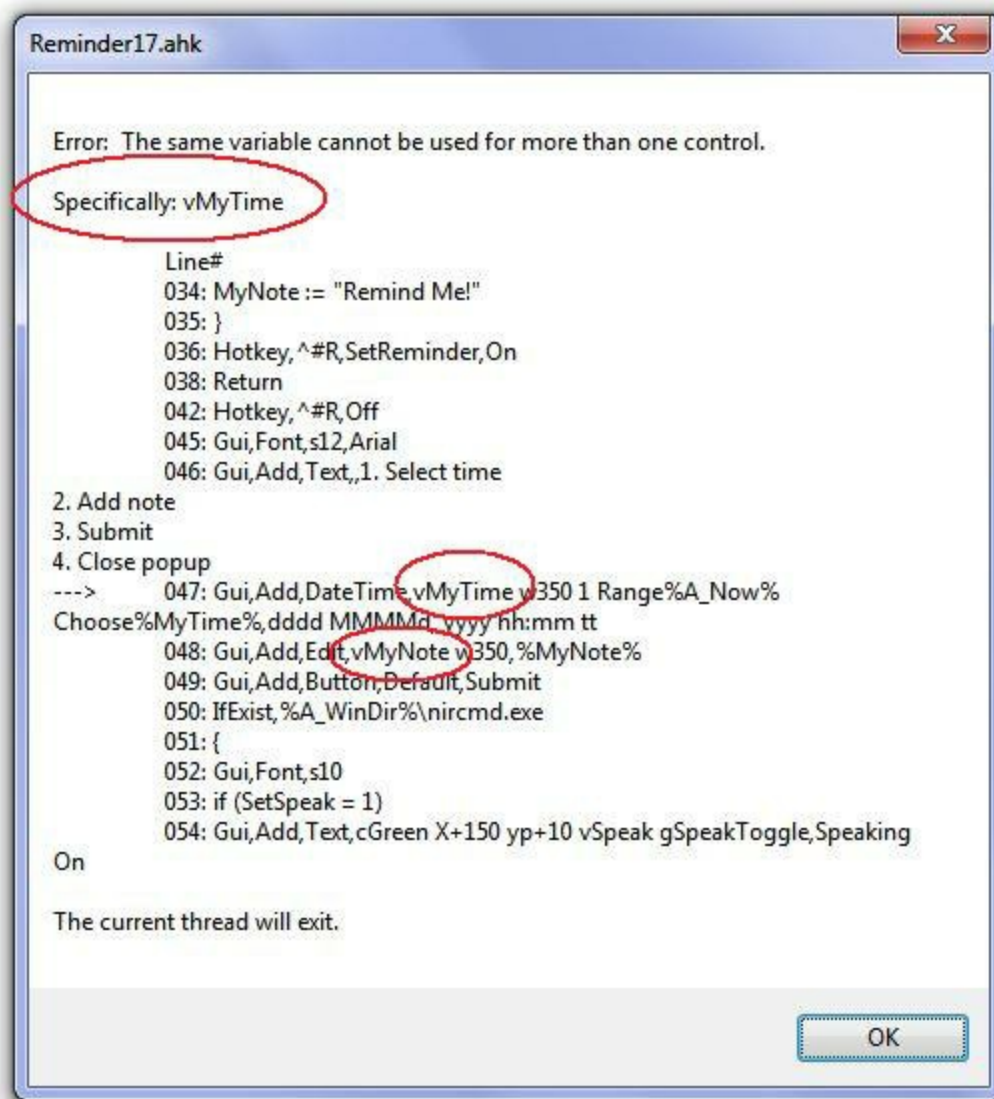 Reminder17.ahk
Error:  The same variable cannot be used for more than one control.
Specifically: vMyTime
Line#
034: MyNote := "Remind Me!"
035: }
036: Hotkey,^#R,SetReminder,On
038: Return
042: Hotkey,^#R,Off
045: Gui,Font,s12,Arial
046: Gui,Add,Text,,1. Select time
2. Add note
3. Submit
4. Close popup
---> 047: Gui,Add,DateTime,vMyTime w350 1 Range%A_Now%
Choose%MyTime%,dddd MMMMd, yyyy hh:mm tt
048: Gui,Add,Edit,vMyNote w350,%MyNote%
049: Gui,Add,Button,Default,Submit
050: IfExist,%A_WinDir%\nircmd.exe
051: {
052: Gui,Font,s10
053: if (SetSpeak = 1)
054: Gui,Add,Text,cGreen X+150 yp+10 vSpeak gSpeakToggle,Speaking
On
The current thread will exit.
OK